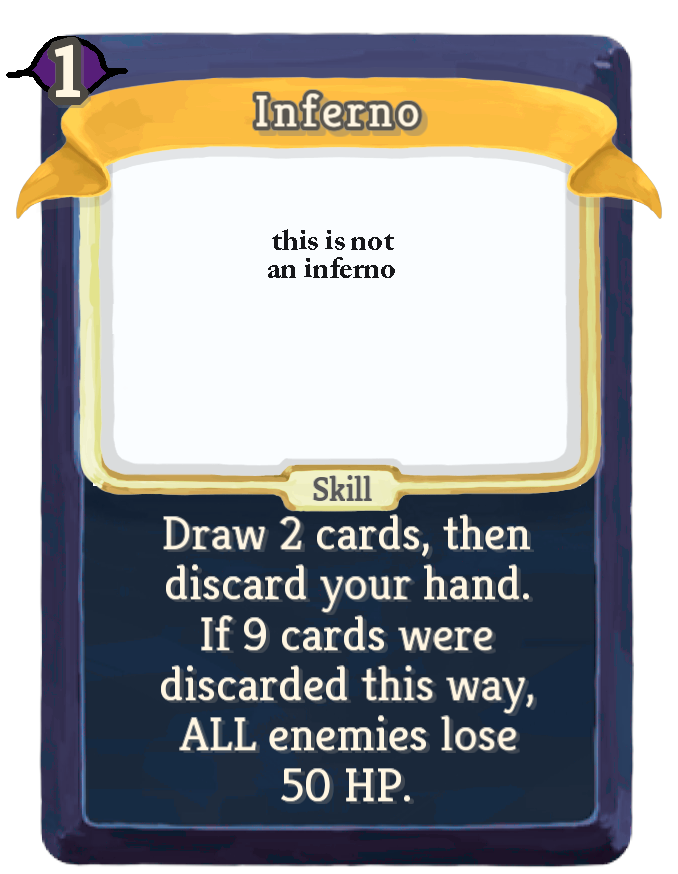 1
Inferno
this is not
an inferno
Skill
Draw 2 cards, then
discard your hand.
If 9 cards were
discarded this way,
ALL enemies lose
50 HP.